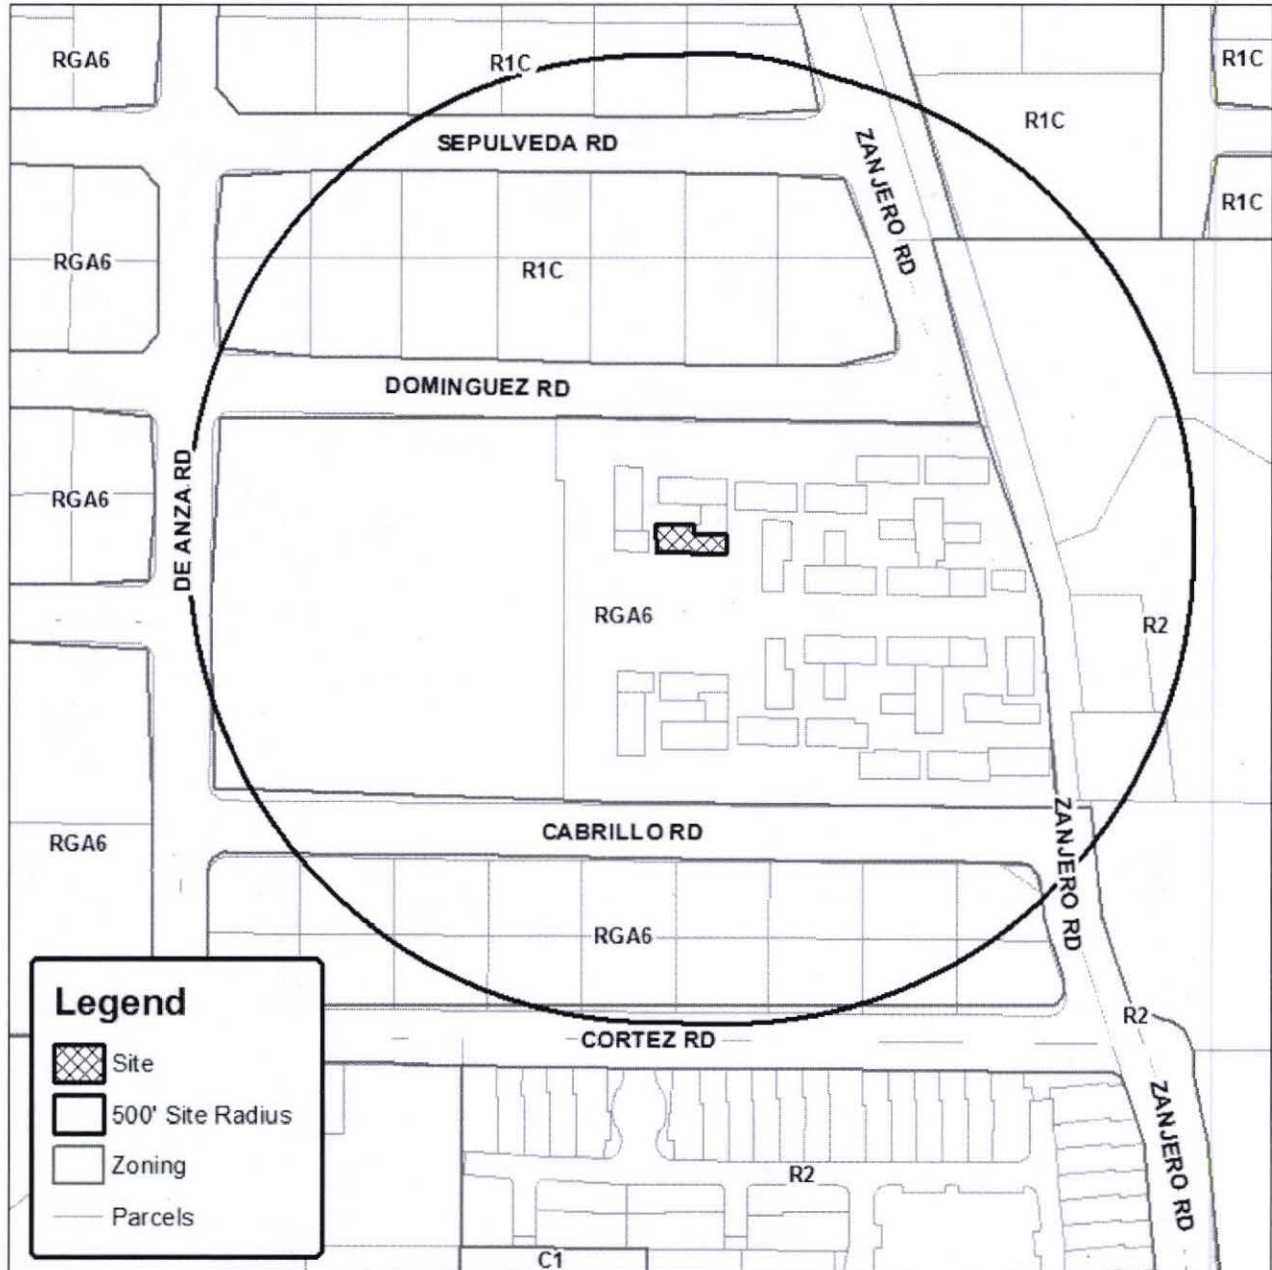 RGA6
R1C
R1C
R1C
SEPULVEDA RD
ZANJERO RD
R1C
RGA6
R1C
DOMINGUEZ RD
DE ANZA RD
RGA6
RGA6
R2
CABRILLO RD
ZANJERO RD
RGA6
RGA6
R2
CORTEZ RD
ZANJERO RD
R2
C1
Legend
Site
500' Site Radius
Zoning
Parcels